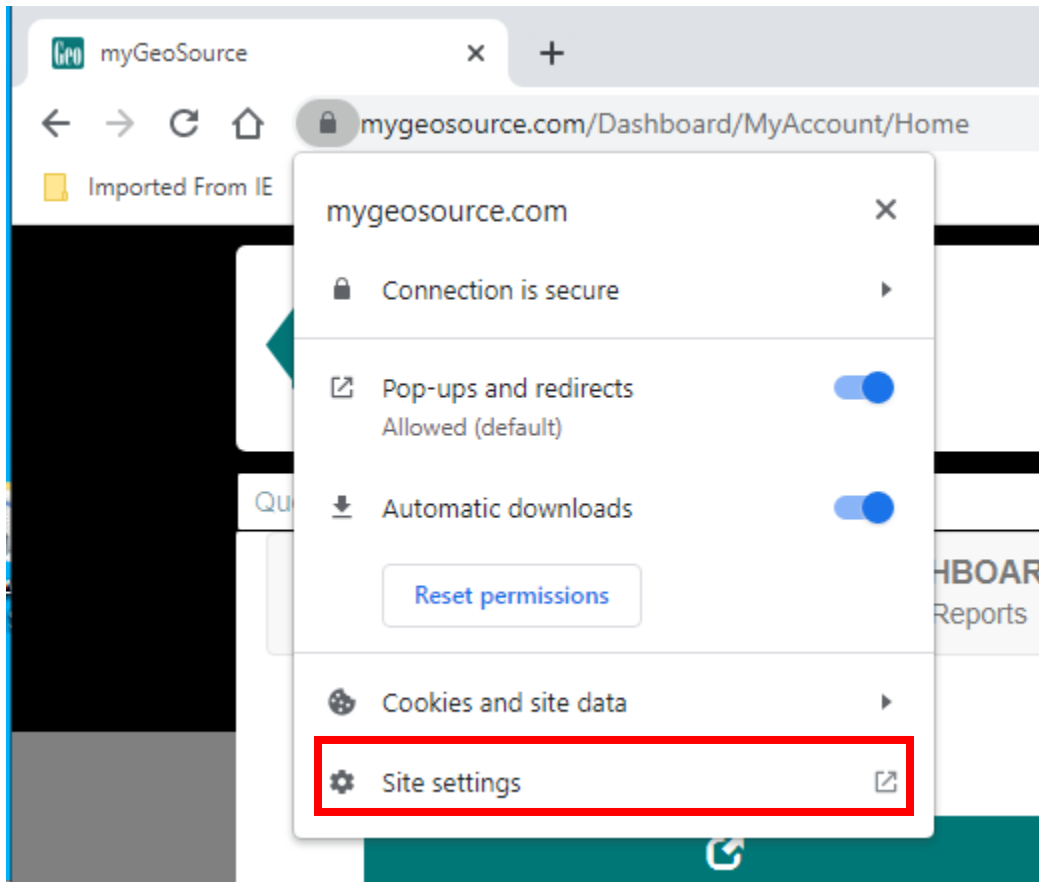 Geo myGeoSource
mygeosource.com/Dashboard/MyAccount/Home
Imported From IE
mygeosource.com
Connection is secure
Pop-ups and redirects
Allowed (default)
Qu
Automatic downloads
HBOAR
Reset permissions
Reports
Cookies and site data
Site settings